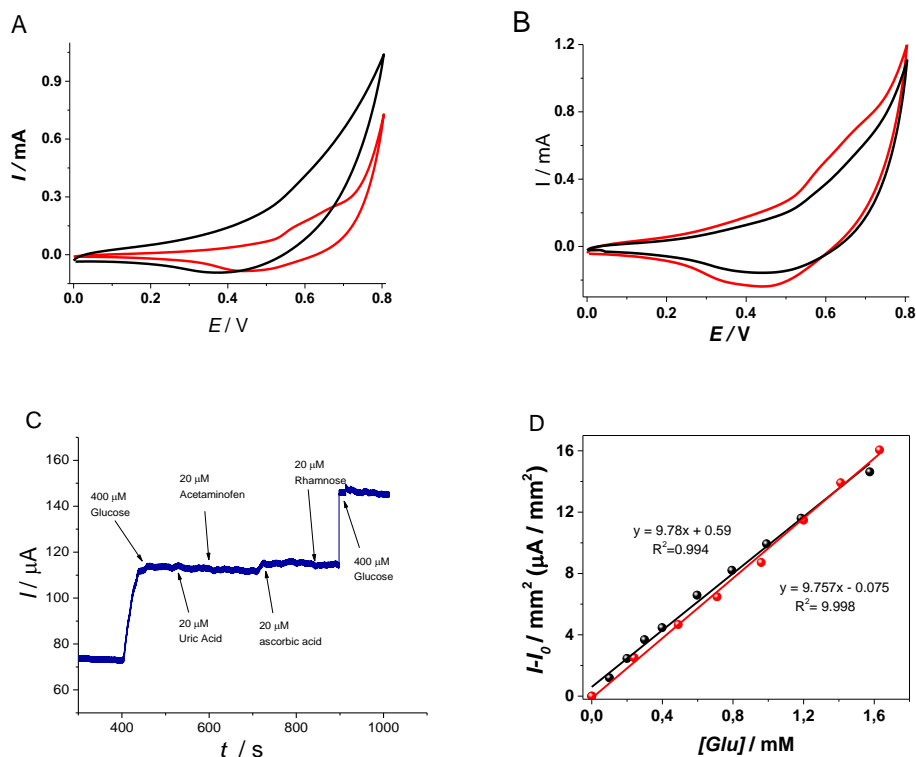 A
0.9
0.6
I / mA
0.3
0.0
0.0 0.2 0.4 0.6 0.8
E / V
B
1.2
0.8
I / mA
0.4
0.0
0.0 0.2 0.4 0.6 0.8
E / V
C
160
140
120
I / µA
100
80
60
400 µM
Glucose
20 µM
Acetaminofen
20 µM
Rhamnose
20 µM
Uric Acid
20 µM
ascorbic acid
400 µM
Glucose
400 600 800 1000
t / s
D
16
12
8
4
0
I-I0 / mm2 (µA / mm2)
y = 9.78x + 0.59
R2=0.994
y = 9.757x - 0.075
R2= 9.998
0,0 0,4 0,8 1,2 1,6
[Glu] / mM